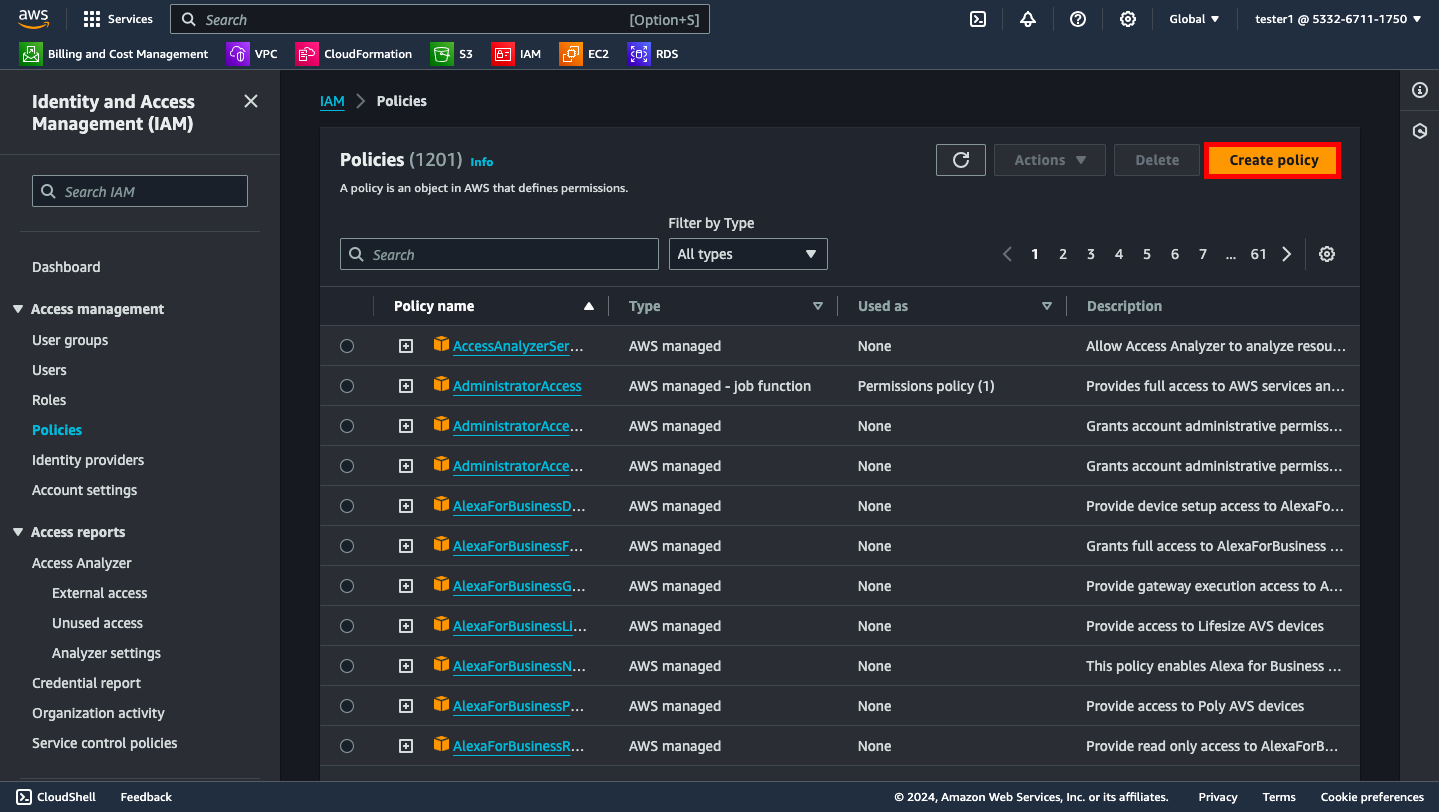 aws
Services
Search
[Option+S]
Global
tester1 @ 5332-6711-1750
Billing and Cost Management
VPC
CloudFormation
S3
IAM
EC2
RDS
Identity and Access
Management (IAM)
Search IAM
Dashboard
Access management
User groups
Users
Roles
Policies
Identity providers
Account settings
Access reports
Access Analyzer
External access
Unused access
Analyzer settings
Credential report
Organization activity
Service control policies
IAM > Policies
Policies (1201) Info
A policy is an object in AWS that defines permissions.
Actions
Delete
Create policy
Filter by Type
Search
All types
1 2 3 4 5 6 7 ... 61
Policy name Type Used as Description
AccessAnalyzerSer... AWS managed None Allow Access Analyzer to analyze resou...
AdministratorAccess AWS managed - job function Permissions policy (1) Provides full access to AWS services an...
AdministratorAcce... AWS managed None Grants account administrative permiss...
AdministratorAcce... AWS managed None Grants account administrative permiss...
AlexaForBusinessD... AWS managed None Provide device setup access to AlexaFo...
AlexaForBusinessF... AWS managed None Grants full access to AlexaForBusiness ...
AlexaForBusinessG... AWS managed None Provide gateway execution access to A...
AlexaForBusinessLi... AWS managed None Provide access to Lifesize AVS devices
AlexaForBusinessN... AWS managed None This policy enables Alexa for Business ...
AlexaForBusinessP... AWS managed None Provide access to Poly AVS devices
AlexaForBusinessR... AWS managed None Provide read only access to AlexaForB...
CloudShell
Feedback
© 2024, Amazon Web Services, Inc. or its affiliates.
Privacy
Terms
Cookie preferences